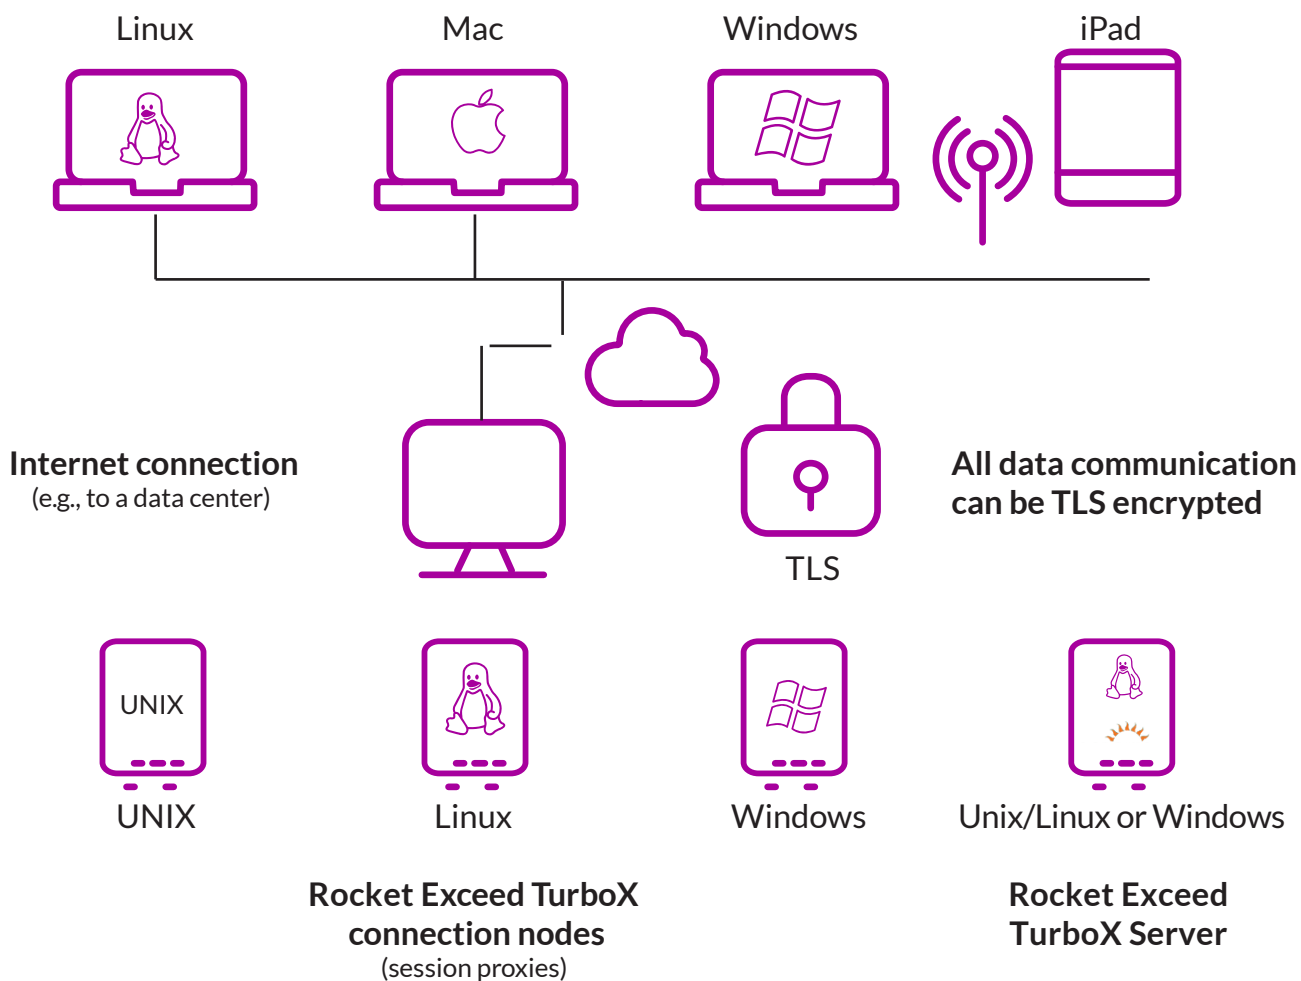 Linux
Mac
Windows
iPad
Internet connection
(e.g., to a data center)
All data communication
can be TLS encrypted
TLS
UNIX
UNIX
Linux
Windows
Unix/Linux or Windows
Rocket Exceed TurboX
connection nodes
(session proxies)
Rocket Exceed
TurboX Server